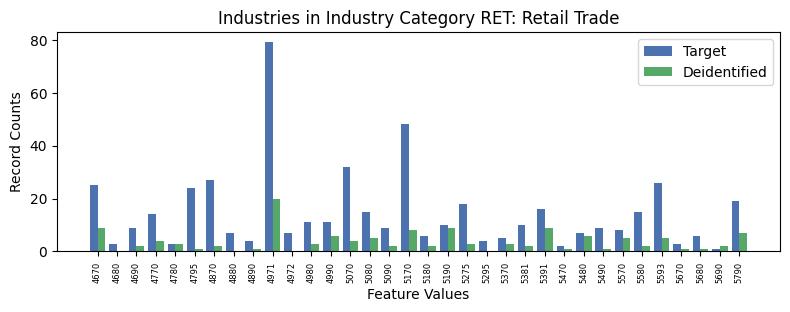 Industries in Industry Category RET: Retail Trade
Target
Deidentified
Record Counts
80
60
40
20
0
4670 4680 4690 4770 4780 4795 4870 4880 4890 4971 4972 4980 4990 5070 5080 5090 5170 5180 5190 5275 5295 5370 5381 5391 5470 5480 5490 5570 5580 5593 5670 5680 5690 5790
Feature Values